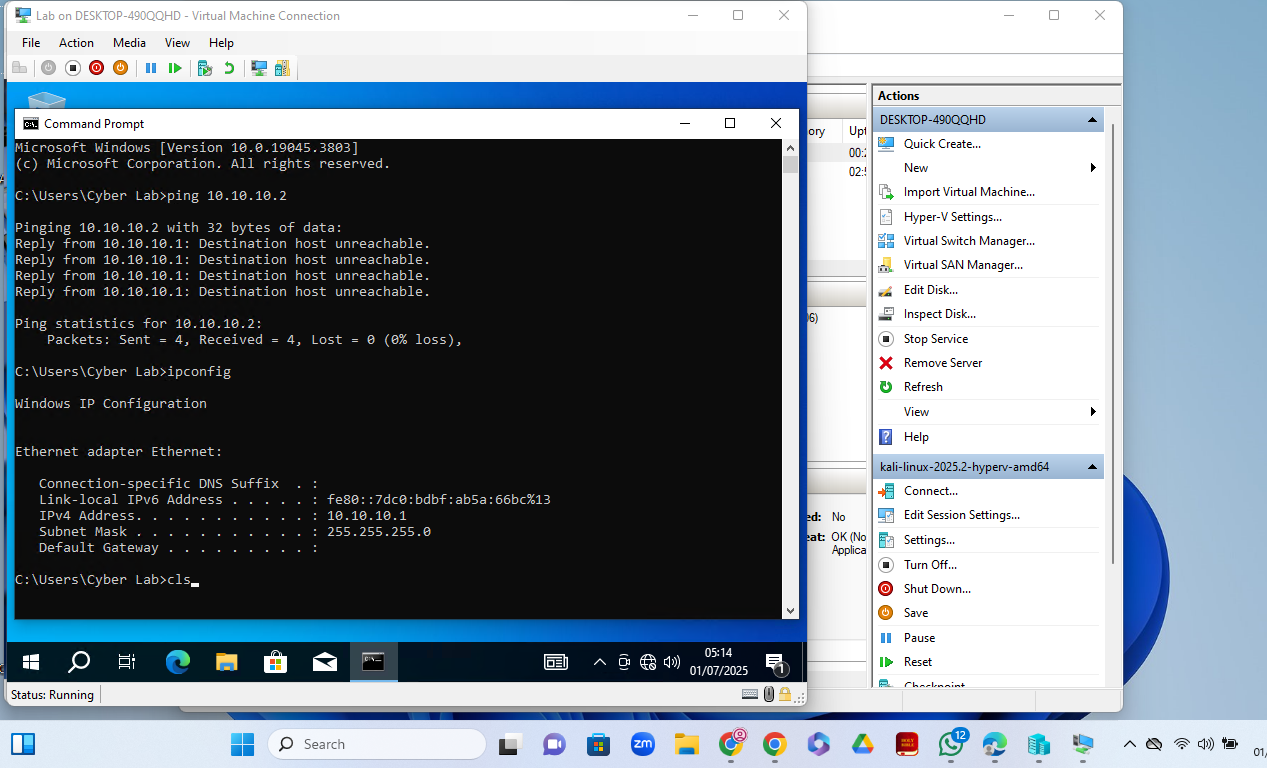 Lab on DESKTOP-490QQHD - Virtual Machine Connection
File Action Media View Help
Command Prompt
Microsoft Windows [Version 10.0.19045.3803]
(c) Microsoft Corporation. All rights reserved.
C:\Users\Cyber Lab>ping 10.10.10.2
Pinging 10.10.10.2 with 32 bytes of data:
Reply from 10.10.10.1: Destination host unreachable.
Reply from 10.10.10.1: Destination host unreachable.
Reply from 10.10.10.1: Destination host unreachable.
Reply from 10.10.10.1: Destination host unreachable.
Ping statistics for 10.10.10.2:
Packets: Sent = 4, Received = 4, Lost = 0 (0% loss),
C:\Users\Cyber Lab>ipconfig
Windows IP Configuration
Ethernet adapter Ethernet:
Connection-specific DNS Suffix . :
Link-local IPv6 Address . . . . . : fe80::7dc0:bdbf:ab5a:66bc%13
IPv4 Address. . . . . . . . . . . : 10.10.10.1
Subnet Mask . . . . . . . . . . . : 255.255.255.0
Default Gateway . . . . . . . . . :
C:\Users\Cyber Lab>cls
05:14
01/07/2025
1
Status: Running
ory Upt
00:2
02:5
06)
ed: No
eat: OK (No
Applica
Actions
DESKTOP-490QQHD
Quick Create...
New
Import Virtual Machine...
Hyper-V Settings...
Virtual Switch Manager...
Virtual SAN Manager...
Edit Disk...
Inspect Disk...
Stop Service
Remove Server
Refresh
View
Help
kali-linux-2025.2-hyperv-amd64
Connect...
Edit Session Settings...
Settings...
Turn Off...
Shut Down...
Save
Pause
Reset
Checkpoint
Search
zm
HOLY BIBLE
12
01/